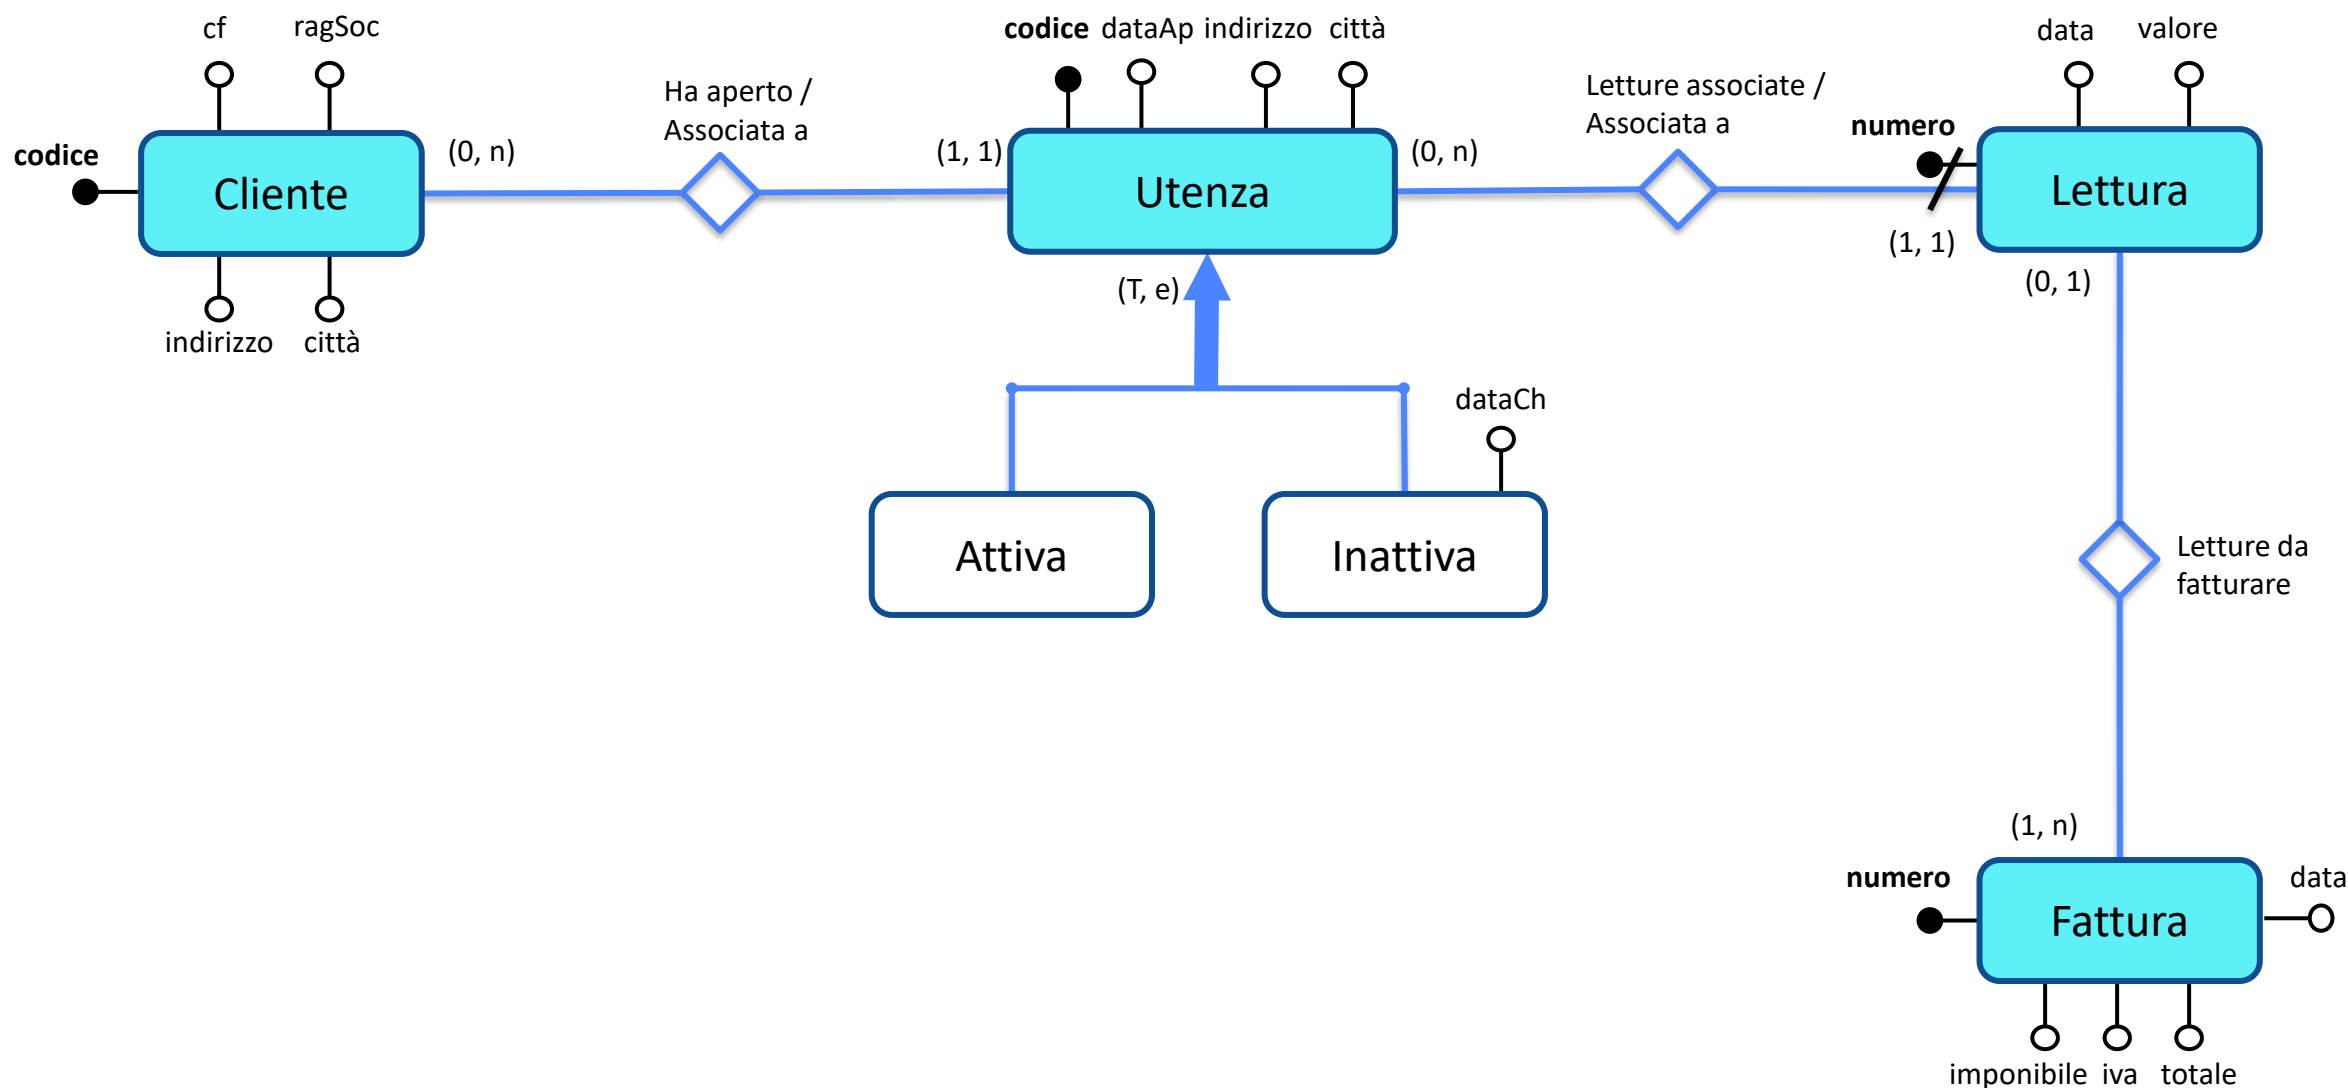 cf
ragSoc
codice
Cliente
(0, n)
indirizzo
città
Ha aperto /
Associata a
codice dataAp indirizzo città
(1, 1)
Utenza
(0, n)
(T, e)
Attiva
dataCh
Inattiva
Letture associate /
Associata a
numero
data
valore
Lettura
(1, 1)
(0, 1)
Letture da
fatturare
(1, n)
numero
data
Fattura
imponibile iva totale